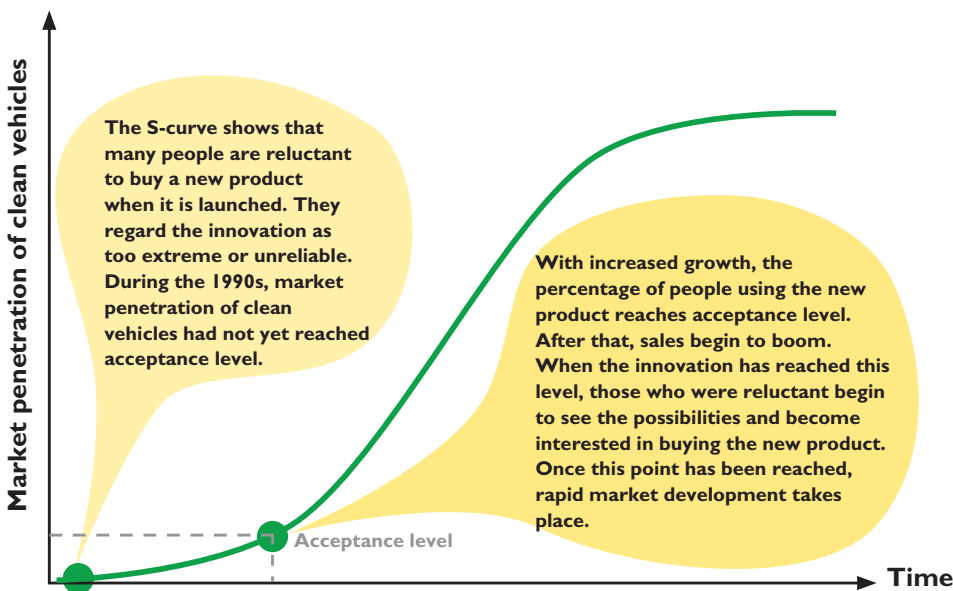 Market penetration of clean vehicles
The S-curve shows that
many people are reluctant
to buy a new product
when it is launched. They
regard the innovation as
too extreme or unreliable.
During the 1990s, market
penetration of clean
vehicles had not yet reached
acceptance level.
With increased growth, the
percentage of people using the new
product reaches acceptance level.
After that, sales begin to boom.
When the innovation has reached this
level, those who were reluctant begin
to see the possibilities and become
interested in buying the new product.
Once this point has been reached,
rapid market development takes
place.
Acceptance level
Time